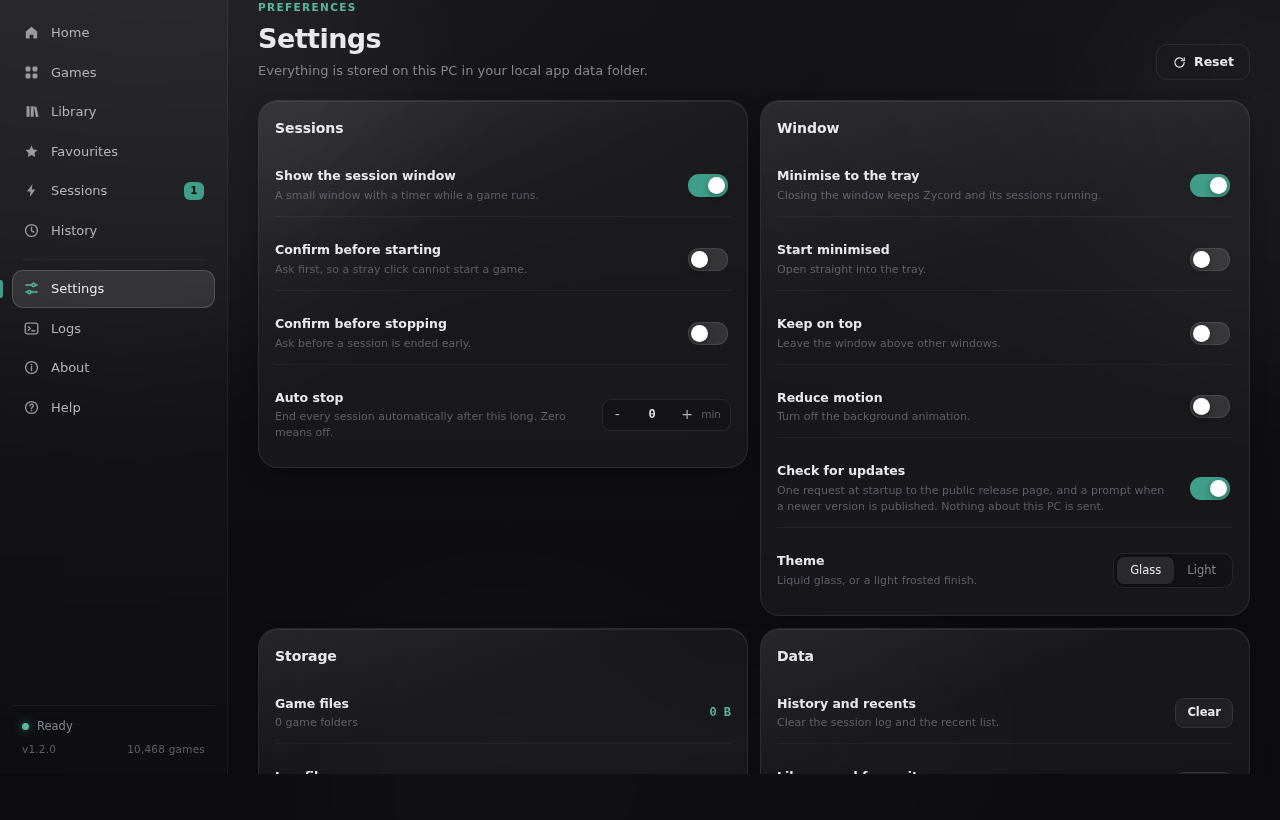 Home
Games
Library
Favourites
Sessions
1
History
Settings
Logs
About
Help
Ready
v1.2.0
10,468 games
PREFERENCES
Settings
Everything is stored on this PC in your local app data folder.
Reset
Sessions
Show the session window
A small window with a timer while a game runs.
Confirm before starting
Ask first, so a stray click cannot start a game.
Confirm before stopping
Ask before a session is ended early.
Auto stop
End every session automatically after this long. Zero
means off.
- 0 + min
Window
Minimise to the tray
Closing the window keeps Zycord and its sessions running.
Start minimised
Open straight into the tray.
Keep on top
Leave the window above other windows.
Reduce motion
Turn off the background animation.
Check for updates
One request at startup to the public release page, and a prompt when
a newer version is published. Nothing about this PC is sent.
Theme
Liquid glass, or a light frosted finish.
Glass
Light
Storage
Game files
0 game folders
0 B
Data
History and recents
Clear the session log and the recent list.
Clear